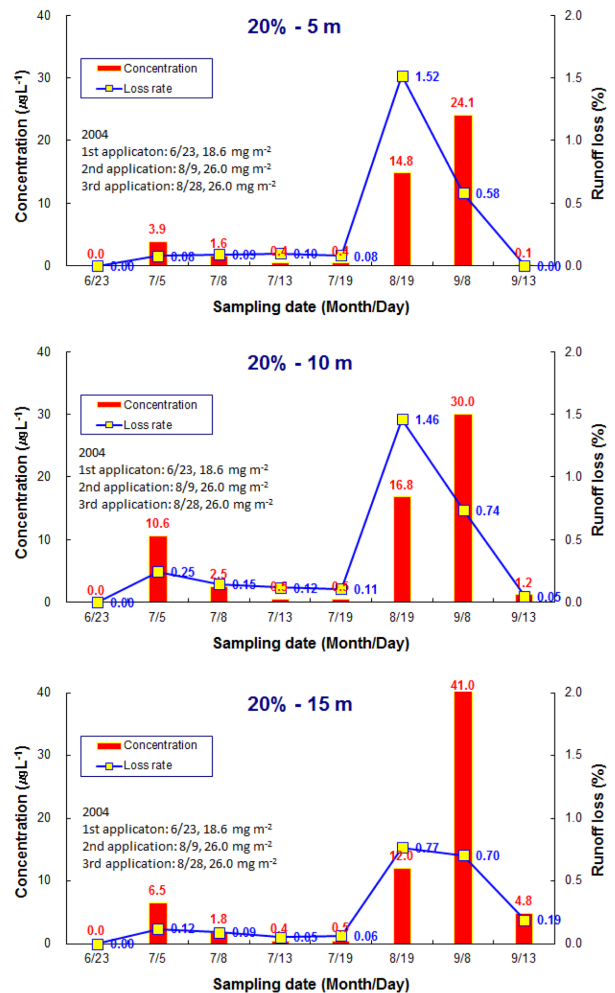 20% - 5 m
Concentration (㎍L-1)
Runoff loss (%)
40
30
20
10
0
2.0
1.5
1.0
0.5
0.0
Concentration
Loss rate
2004
1st applicaton: 6/23, 18.6 mg m-2
2nd application: 8/9, 26.0 mg m-2
3rd application: 8/28, 26.0 mg m-2
0.0 3.9 1.6 0.4 14.8 24.1 0.1
0.00 0.08 0.09 0.10 0.08 1.52 0.58 0.00
6/23 7/5 7/8 7/13 7/19 8/19 9/8 9/13
Sampling date (Month/Day)
20% - 10 m
Concentration (㎍L-1)
Runoff loss (%)
40
30
20
10
0
2.0
1.5
1.0
0.5
0.0
Concentration
Loss rate
2004
1st applicaton: 6/23, 18.6 mg m-2
2nd application: 8/9, 26.0 mg m-2
3rd application: 8/28, 26.0 mg m-2
0.0 10.6 2.5 16.8 30.0 1.2
0.00 0.25 0.15 0.12 0.11 1.46 0.74 0.05
6/23 7/5 7/8 7/13 7/19 8/19 9/8 9/13
Sampling date (Month/Day)
20% - 15 m
Concentration (㎍L-1)
Runoff loss (%)
40
30
20
10
0
2.0
1.5
1.0
0.5
0.0
Concentration
Loss rate
2004
1st applicaton: 6/23, 18.6 mg m-2
2nd application: 8/9, 26.0 mg m-2
3rd application: 8/28, 26.0 mg m-2
0.0 6.5 1.8 0.4 0.5 12.0 41.0 4.8
0.00 0.12 0.09 0.05 0.06 0.77 0.70 0.19
6/23 7/5 7/8 7/13 7/19 8/19 9/8 9/13
Sampling date (Month/Day)